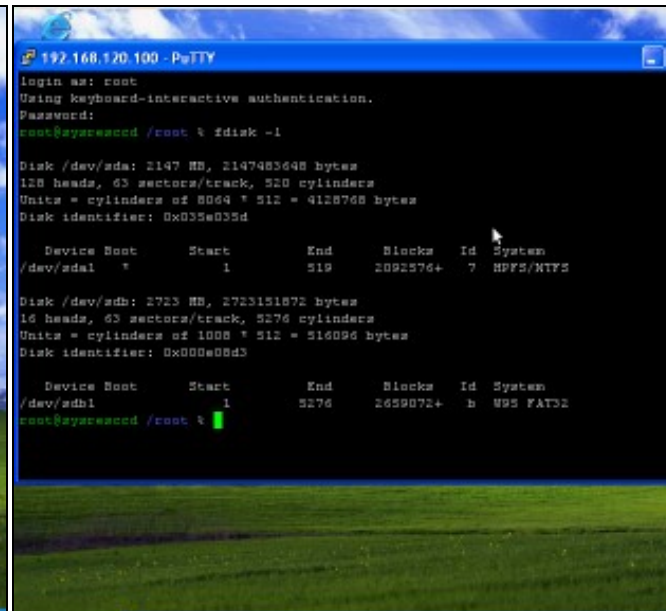 192.168.120.100 - PuTTY
login as: root
Using keyboard-interactive authentication.
Password:
root@sysresccd /root % fdisk -l
Disk /dev/sda: 2147 MB, 2147483648 bytes
128 heads, 63 sectors/track, 520 cylinders
Units = cylinders of 8064 * 512 = 4128768 bytes
Disk identifier: 0x035e035d
Device Boot Start End Blocks Id System
/dev/sda1 * 1 519 2092576+ 7 HPFS/NTFS
Disk /dev/sdb: 2723 MB, 2723151872 bytes
16 heads, 63 sectors/track, 5276 cylinders
Units = cylinders of 1008 * 512 = 516096 bytes
Disk identifier: 0x000e08d3
Device Boot Start End Blocks Id System
/dev/sdb1 1 5276 2659072+ b W95 FAT32
root@sysresccd /root %